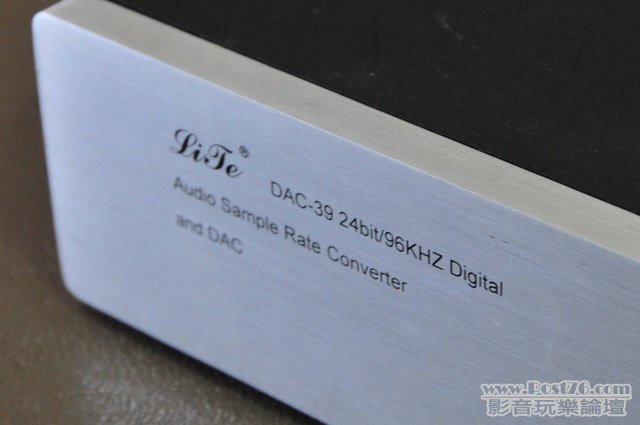 LiTe® DAC-39 24bit/96KHZ Digital
Audio Sample Rate Converter
and DAC
www.Post76.com
影音玩樂論壇